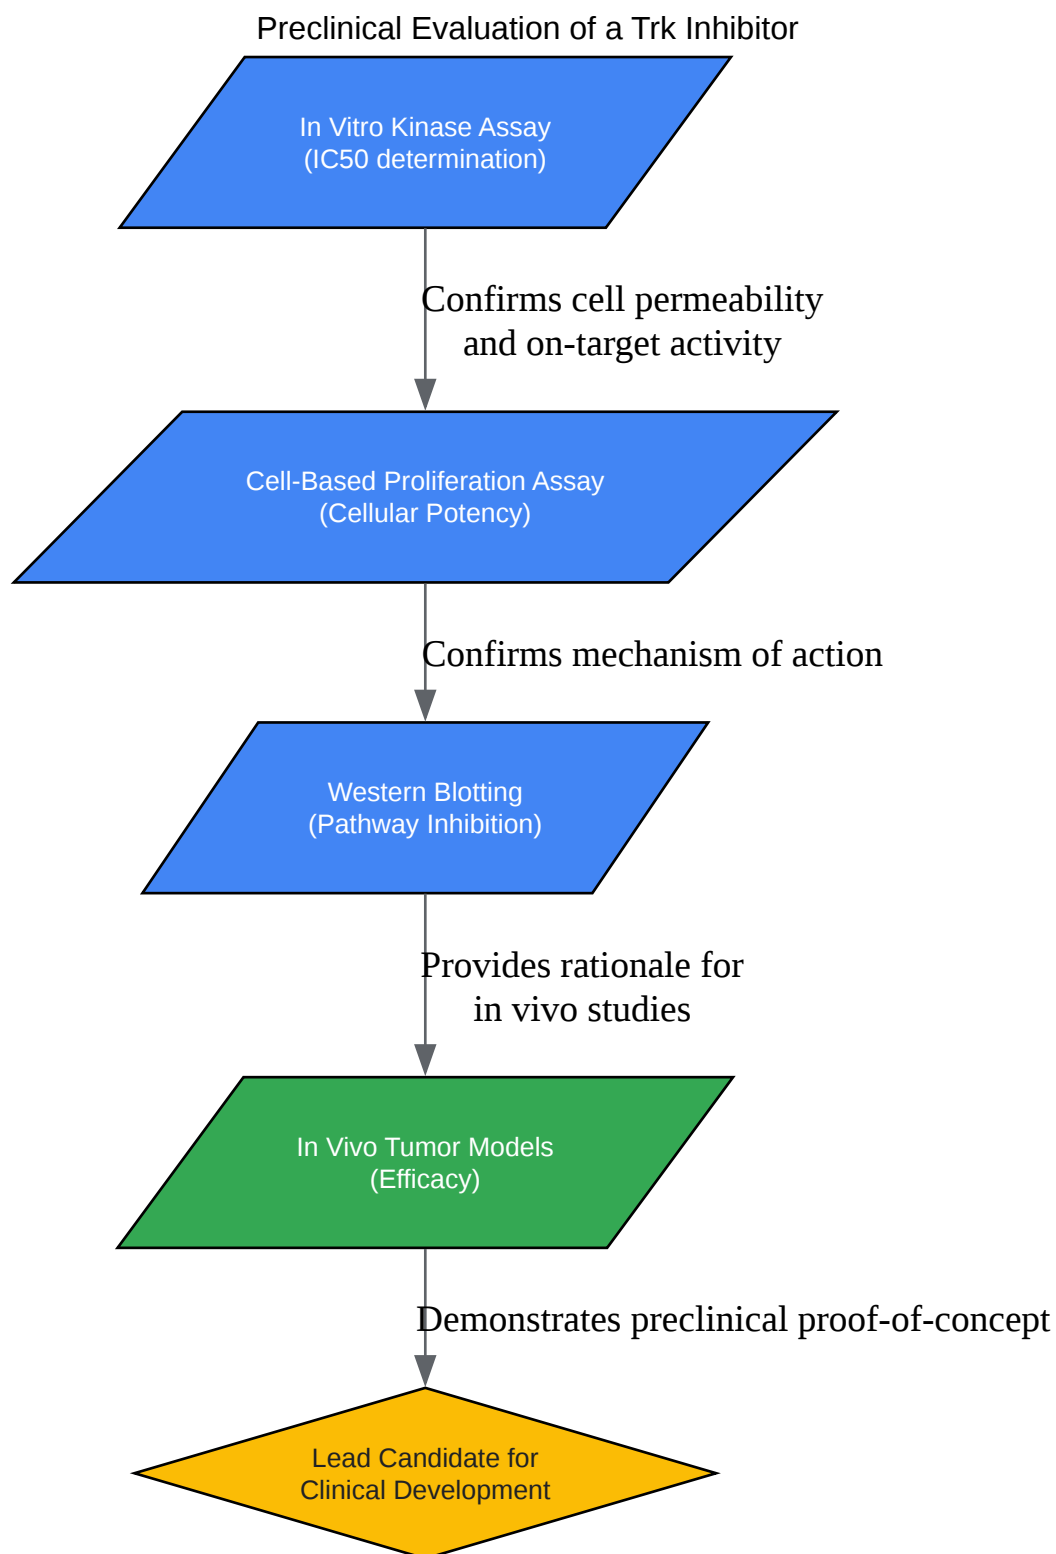 Preclinical Evaluation of a Trk Inhibitor
In Vitro Kinase Assay
(IC50 determination)
Confirms cell permeability
and on-target activity
Cell-Based Proliferation Assay
(Cellular Potency)
Confirms mechanism of action
Western Blotting
(Pathway Inhibition)
Provides rationale for
in vivo studies
In Vivo Tumor Models
(Efficacy)
Demonstrates preclinical proof-of-concept
Lead Candidate for
Clinical Development